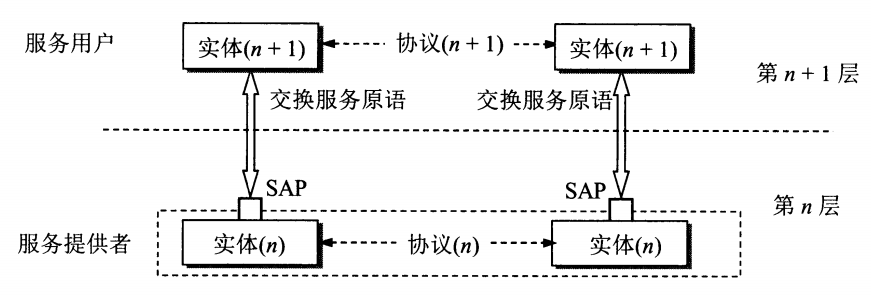 服务用户 实体(n + 1) 协议(n + 1) 实体(n + 1)
第 n + 1 层
交换服务原语 交换服务原语
SAP SAP
第 n 层
服务提供者 实体(n) 协议(n) 实体(n)